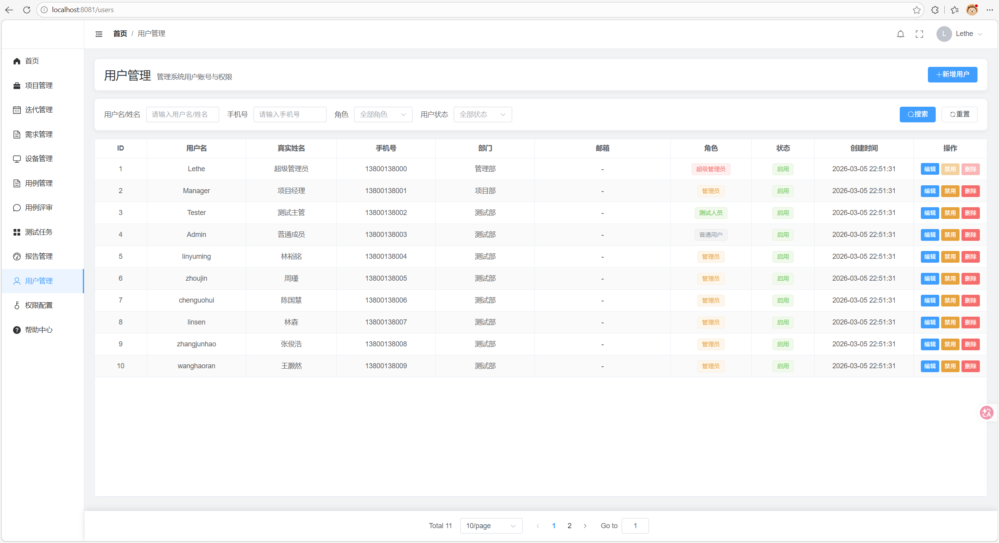 localhost:8081/users
首页 / 用户管理
L Lethe
首页
项目管理
迭代管理
需求管理
设备管理
用例管理
用例评审
测试任务
报告管理
用户管理
权限配置
帮助中心
用户管理 管理系统用户账号与权限
新增用户
用户名/姓名 请输入用户名/姓名 手机号 请输入手机号 角色 全部角色 用户状态 全部状态 搜索 重置
ID 用户名 真实姓名 手机号 部门 邮箱 角色 状态 创建时间 操作
1 Lethe 超级管理员 13800138000 管理部 - 超级管理员 启用 2026-03-05 22:51:31 编辑 禁用 删除
2 Manager 项目经理 13800138001 项目部 - 管理员 启用 2026-03-05 22:51:31 编辑 禁用 删除
3 Tester 测试主管 13800138002 测试部 - 测试人员 启用 2026-03-05 22:51:31 编辑 禁用 删除
4 Admin 普通成员 13800138003 测试部 - 普通用户 启用 2026-03-05 22:51:31 编辑 禁用 删除
5 linyuming 林裕铭 13800138004 测试部 - 管理员 启用 2026-03-05 22:51:31 编辑 禁用 删除
6 zhoujin 周瑾 13800138005 测试部 - 管理员 启用 2026-03-05 22:51:31 编辑 禁用 删除
7 chenguohui 陈国慧 13800138006 测试部 - 管理员 启用 2026-03-05 22:51:31 编辑 禁用 删除
8 linsen 林森 13800138007 测试部 - 管理员 启用 2026-03-05 22:51:31 编辑 禁用 删除
9 zhangjunhao 张俊浩 13800138008 测试部 - 管理员 启用 2026-03-05 22:51:31 编辑 禁用 删除
10 wanghaoran 王灏然 13800138009 测试部 - 管理员 启用 2026-03-05 22:51:31 编辑 禁用 删除
Total 11 10/page 1 2 Go to 1